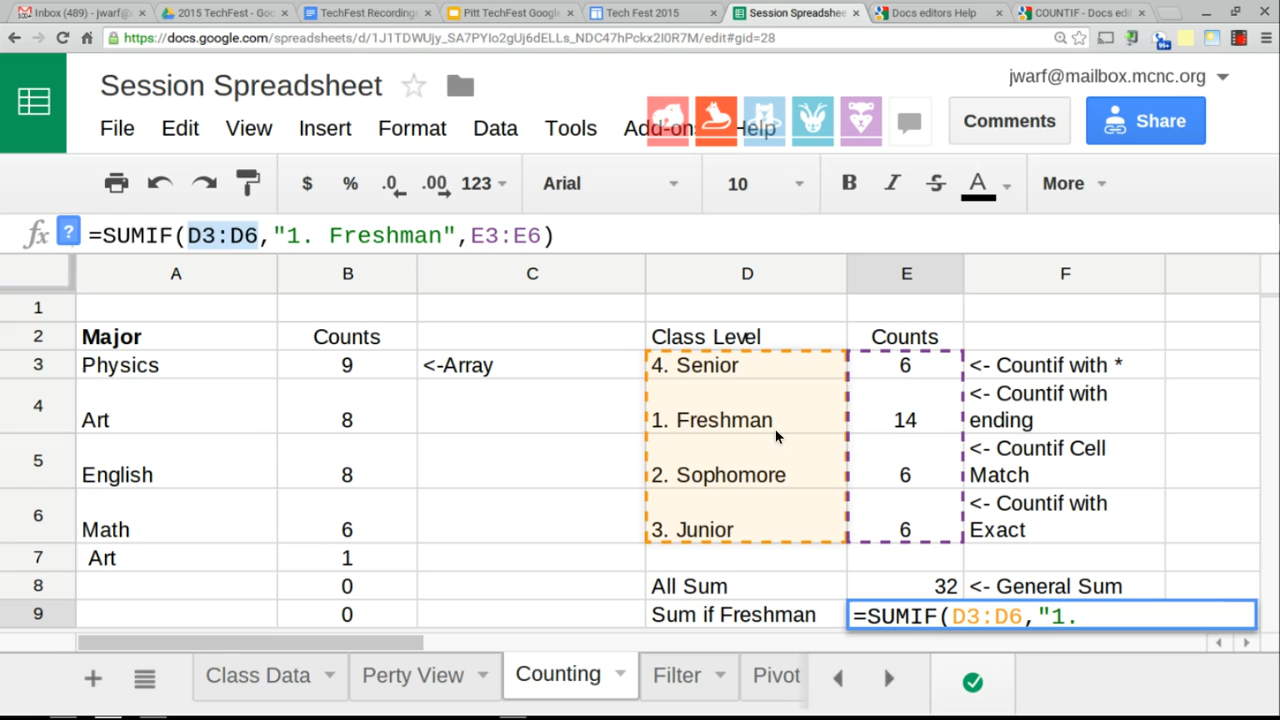 Inbox (489) - jwarf@
2015 TechFest - Goo
TechFest Recording
Pitt TechFest Google
Tech Fest 2015
Session Spreadshee
Docs editors Help
COUNTIF - Docs edi
https://docs.google.com/spreadsheets/d/1J1TDWUjy_SA7PYIo2gUj6dELLs_NDC47hPckx2I0R7M/edit#gid=28
Session Spreadsheet
jwarf@mailbox.mcnc.org
File Edit View Insert Format Data Tools Add-ons Help
Comments
Share
$ % .0 .00 123 Arial 10 B I S A More
fx ? =SUMIF(D3:D6,"1. Freshman",E3:E6)
A B C D E F
1
2 Major Counts Class Level Counts
3 Physics 9 <-Array 4. Senior 6 <- Countif with *
4 Art 8 1. Freshman 14 <- Countif with ending
5 English 8 2. Sophomore 6 <- Countif Cell Match
6 Math 6 3. Junior 6 <- Countif with Exact
7 Art 1
8 0 All Sum 32 <- General Sum
9 0 Sum if Freshman =SUMIF(D3:D6,"1.
Class Data Perty View Counting Filter Pivot